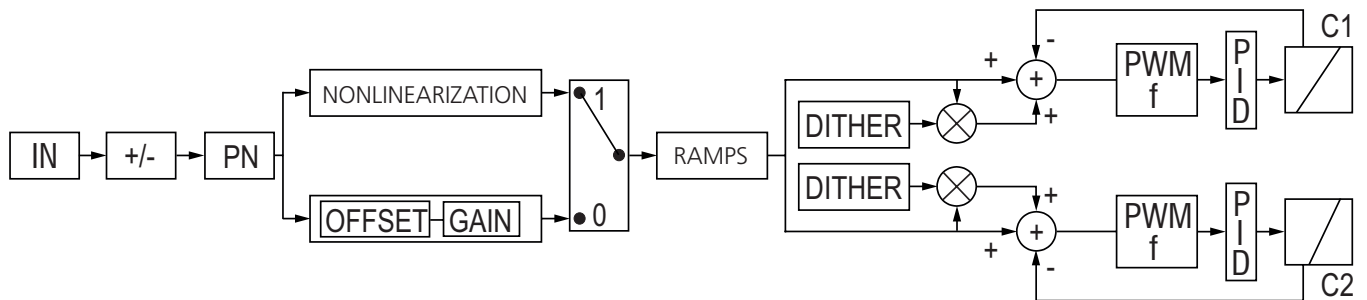 IN
+/-
PN
NONLINEARIZATION
OFFSET
GAIN
1
0
RAMPS
DITHER
DITHER
+
-
+
+
PWM
f
P
I
D
C1
+
+
+
-
PWM
f
P
I
D
C2